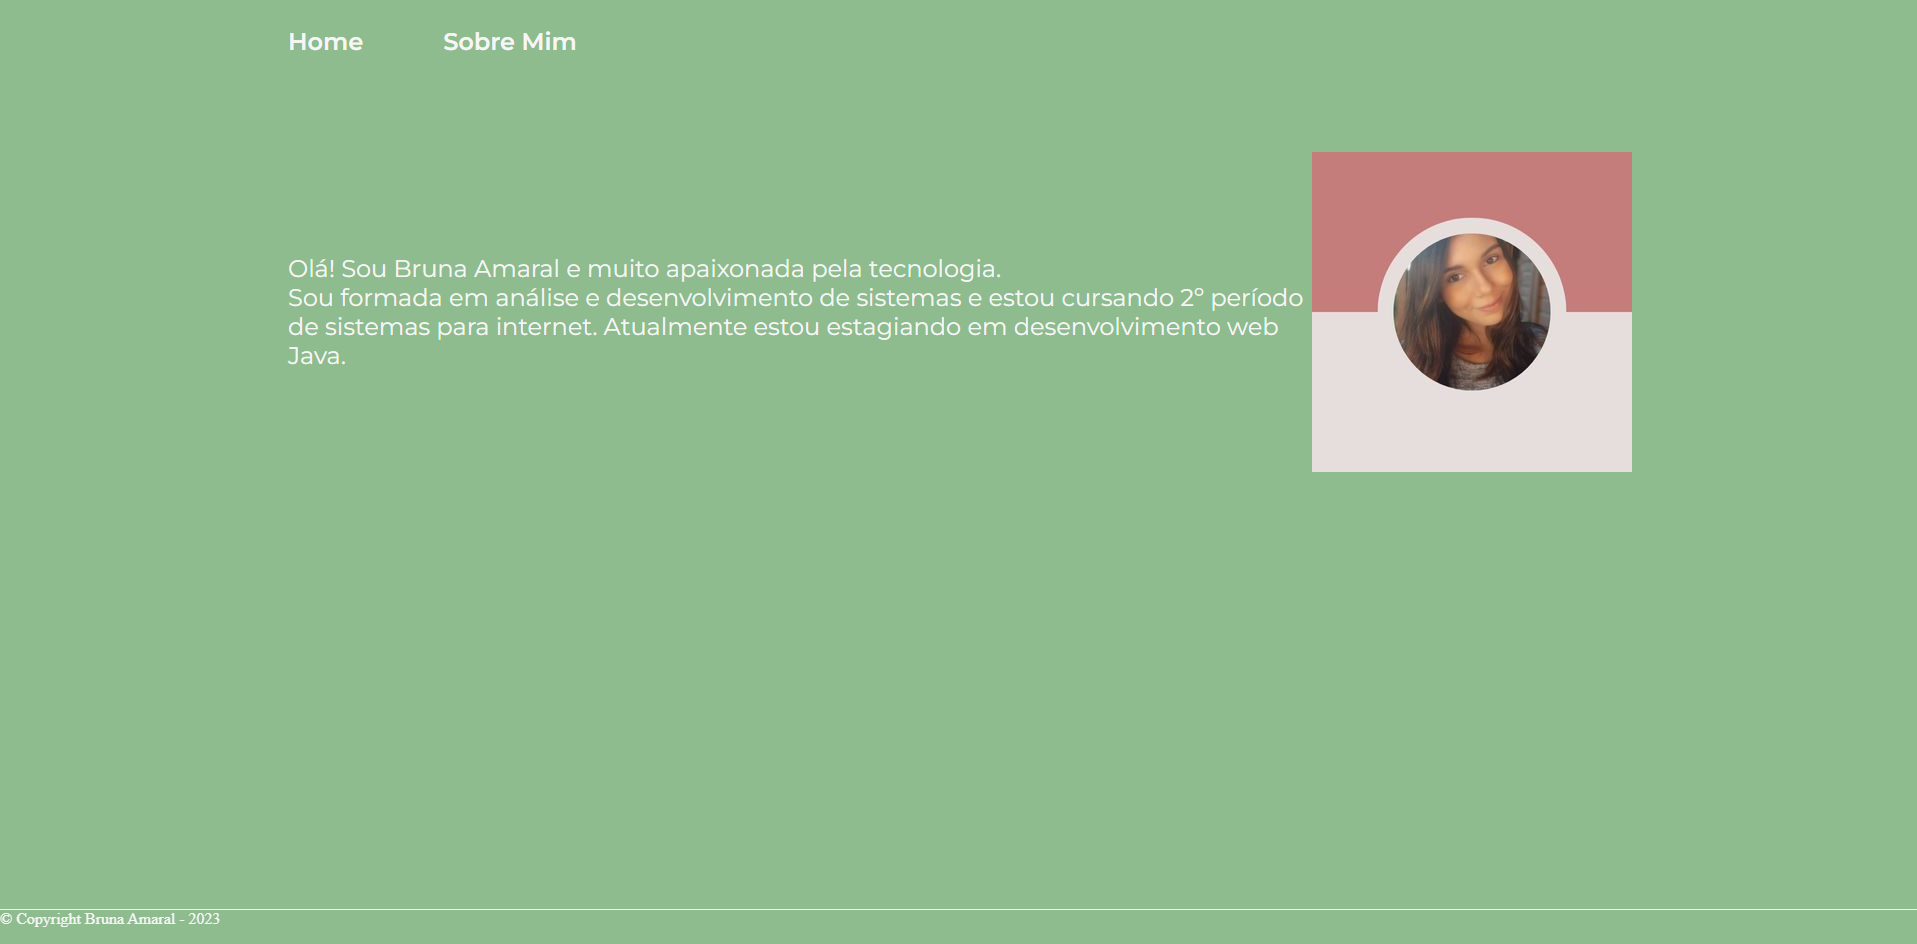 Home Sobre Mim
Olá! Sou Bruna Amaral e muito apaixonada pela tecnologia.
Sou formada em análise e desenvolvimento de sistemas e estou cursando 2º período
de sistemas para internet. Atualmente estou estagiando em desenvolvimento web
Java.
© Copyright Bruna Amaral - 2023